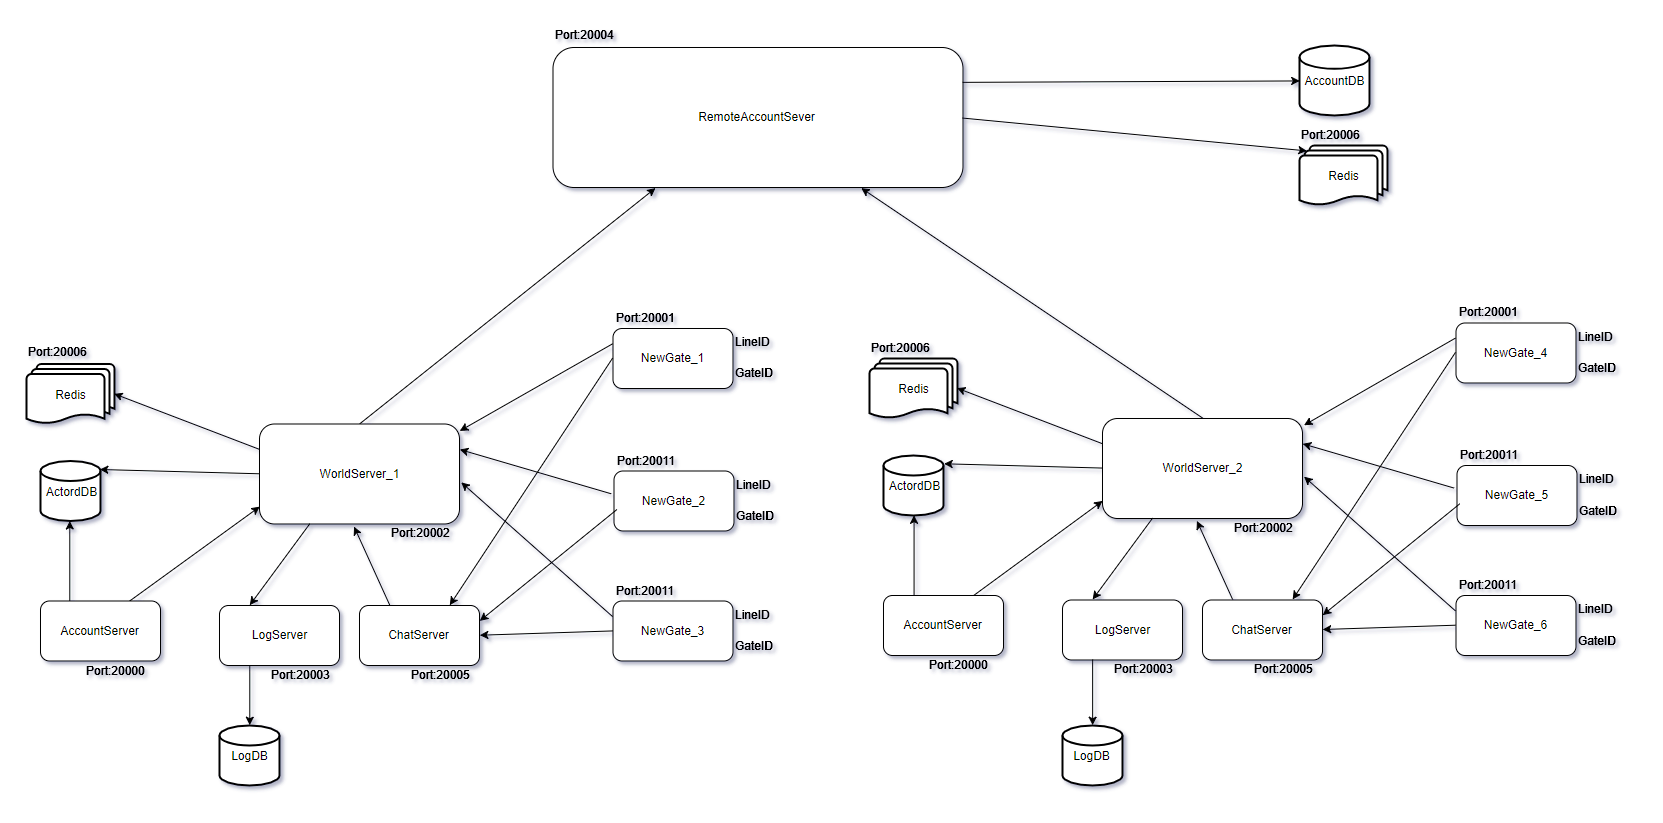 Port:20004
RemoteAccountSever
AccountDB
Port:20006
Redis
Port:20001
NewGate_1
LineID
GateID
Port:20006
Redis
WorldServer_1
Port:20002
ActordDB
Port:20011
NewGate_2
LineID
GateID
AccountServer
Port:20000
LogServer
Port:20003
ChatServer
Port:20005
Port:20011
NewGate_3
LineID
GateID
LogDB
Port:20001
NewGate_4
LineID
GateID
Port:20006
Redis
WorldServer_2
Port:20002
ActordDB
Port:20011
NewGate_5
LineID
GateID
AccountServer
Port:20000
LogServer
Port:20003
ChatServer
Port:20005
Port:20011
NewGate_6
LineID
GateID
LogDB